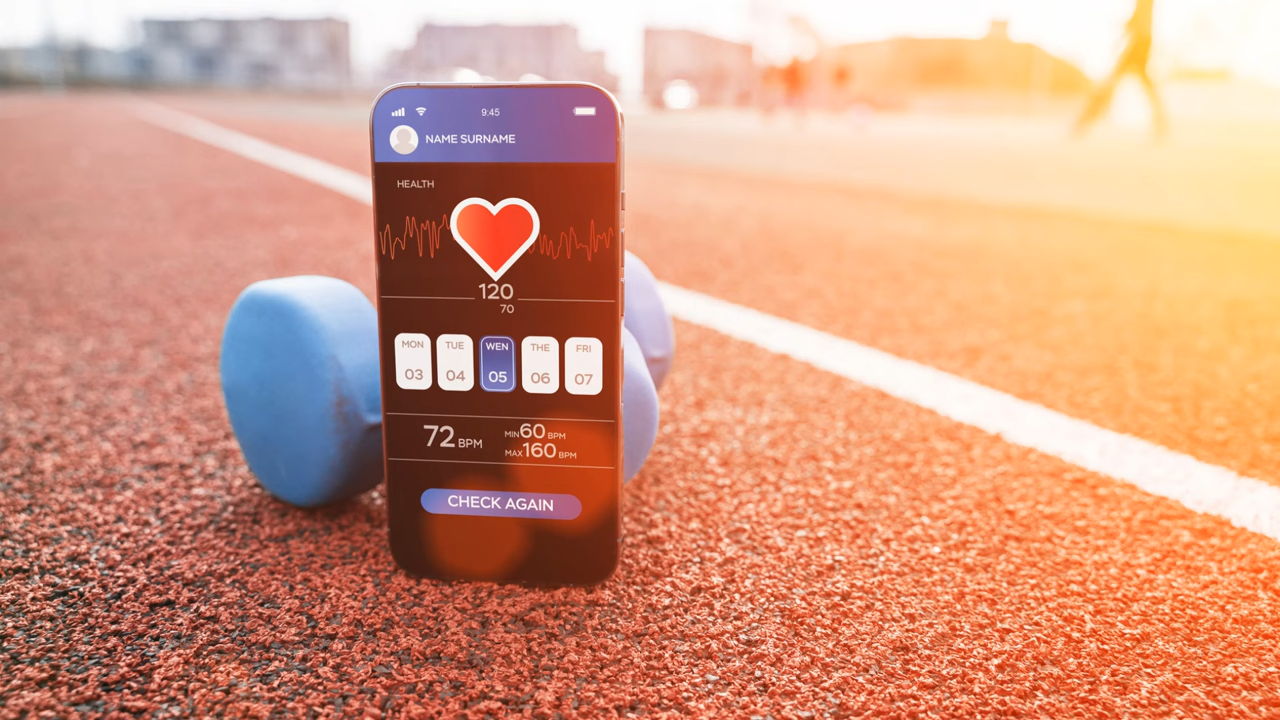 9:45
NAME SURNAME
HEALTH
120
70
MON TUE WEN THE FRI
03 04 05 06 07
72 BPM MIN 60 BPM
MAX 160 BPM
CHECK AGAIN